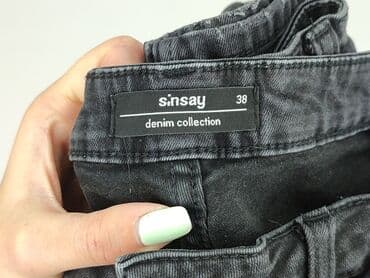 sinsay 38
denim collection